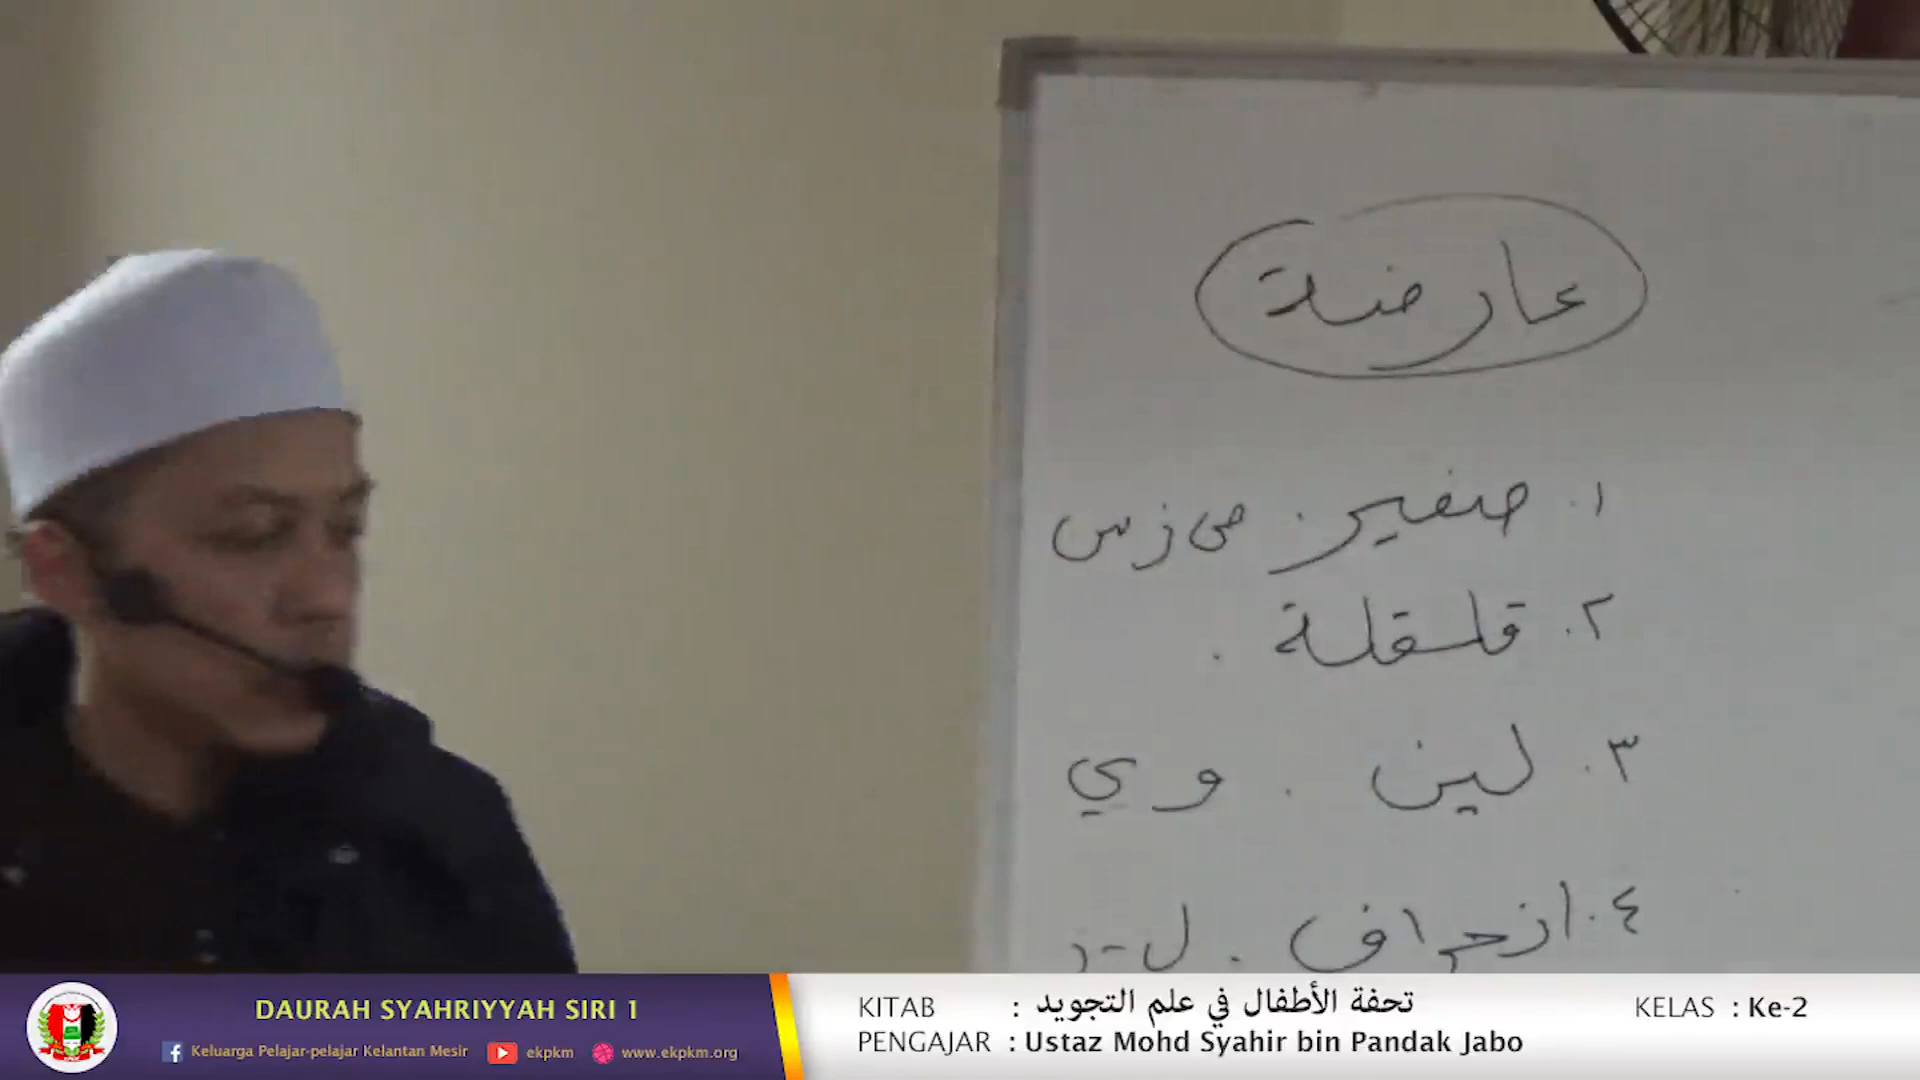 عارضة
١. صفير . ص ز س
٢. قلقلة .
٣. لين . و ي
٤. انحراف . ل - ر
DAURAH SYAHRIYYAH SIRI 1
Keluarga Pelajar-pelajar Kelantan Mesir ekpkm www.ekpkm.org
KITAB : تحفة الأطفال في علم التجويد
PENGAJAR : Ustaz Mohd Syahir bin Pandak Jabo
KELAS : Ke-2